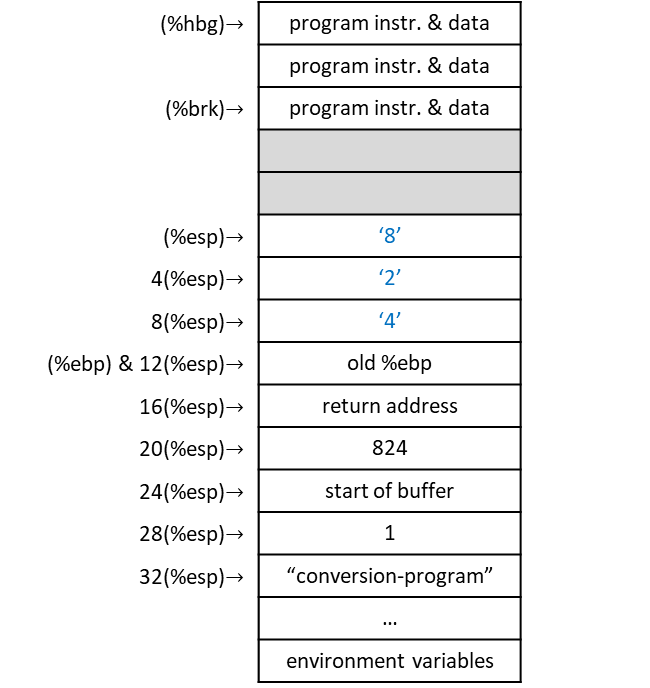 (%hbg)→ program instr. & data
program instr. & data
(%brk)→ program instr. & data
(%esp)→ ‘8’
4(%esp)→ ‘2’
8(%esp)→ ‘4’
(%ebp) & 12(%esp)→ old %ebp
16(%esp)→ return address
20(%esp)→ 824
24(%esp)→ start of buffer
28(%esp)→ 1
32(%esp)→ “conversion-program”
...
environment variables